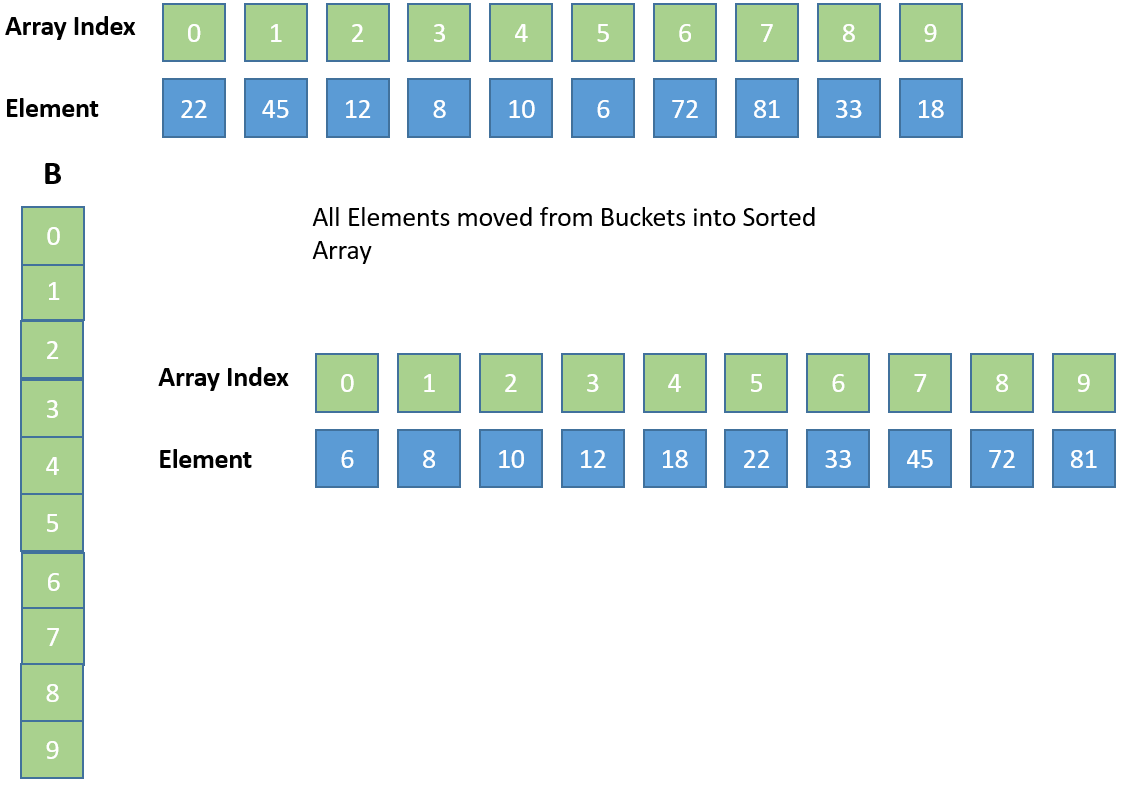 Array Index 0 1 2 3 4 5 6 7 8 9
Element 22 45 12 8 10 6 72 81 33 18
B
0
1
2
3
4
5
6
7
8
9
All Elements moved from Buckets into Sorted
Array
Array Index 0 1 2 3 4 5 6 7 8 9
Element 6 8 10 12 18 22 33 45 72 81